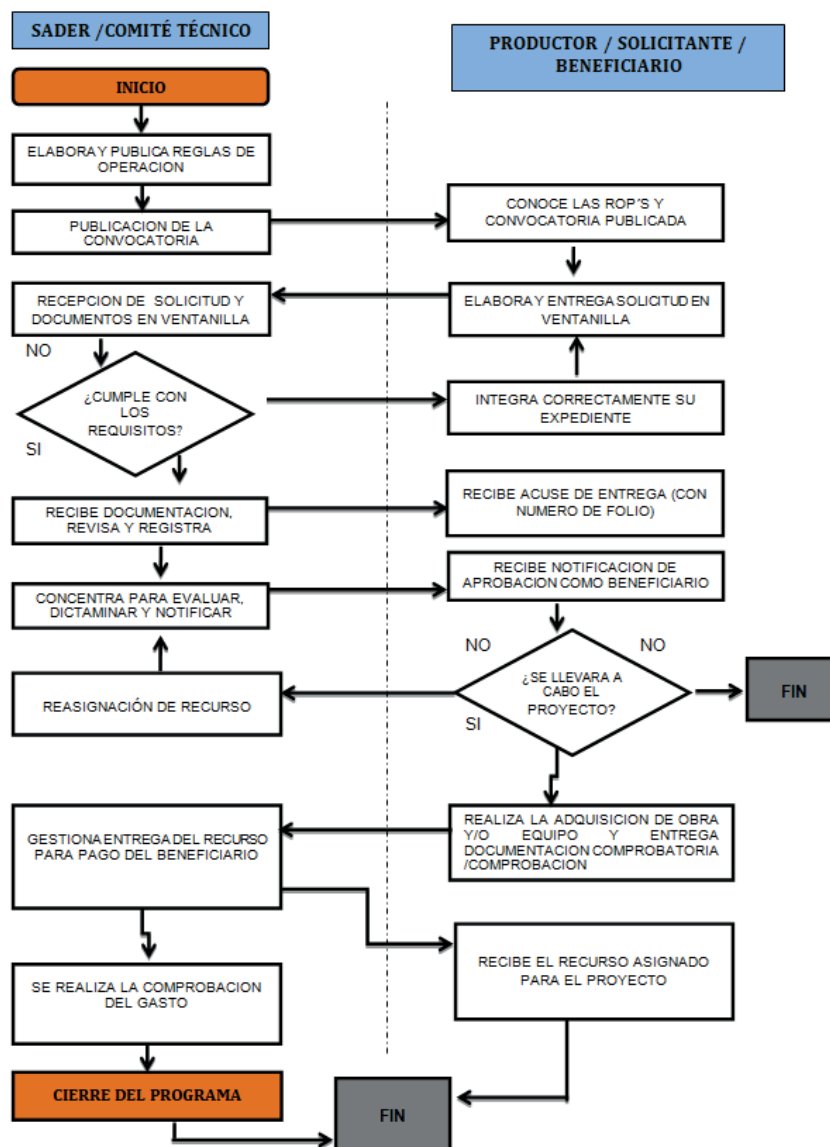 SADER /COMITÉ TÉCNICO
PRODUCTOR / SOLICITANTE /
BENEFICIARIO
INICIO
ELABORA Y PUBLICA REGLAS DE
OPERACION
PUBLICACION DE LA
CONVOCATORIA
CONOCE LAS ROP´S Y
CONVOCATORIA PUBLICADA
RECEPCION DE SOLICITUD Y
DOCUMENTOS EN VENTANILLA
ELABORA Y ENTREGA SOLICITUD EN
VENTANILLA
NO
¿CUMPLE CON
LOS
REQUISITOS?
SI
INTEGRA CORRECTAMENTE SU
EXPEDIENTE
RECIBE DOCUMENTACION,
REVISA Y REGISTRA
RECIBE ACUSE DE ENTREGA (CON
NUMERO DE FOLIO)
CONCENTRA PARA EVALUAR,
DICTAMINAR Y NOTIFICAR
RECIBE NOTIFICACION DE
APROBACION COMO BENEFICIARIO
NO
NO
¿SE LLEVARA A
CABO EL
PROYECTO?
SI
FIN
REASIGNACIÓN DE RECURSO
GESTIONA ENTREGA DEL RECURSO
PARA PAGO DEL BENEFICIARIO
REALIZA LA ADQUISICION DE OBRA
Y/O EQUIPO Y ENTREGA
DOCUMENTACION COMPROBATORIA
/COMPROBACION
SE REALIZA LA COMPROBACION
DEL GASTO
RECIBE EL RECURSO ASIGNADO
PARA EL PROYECTO
CIERRE DEL PROGRAMA
FIN